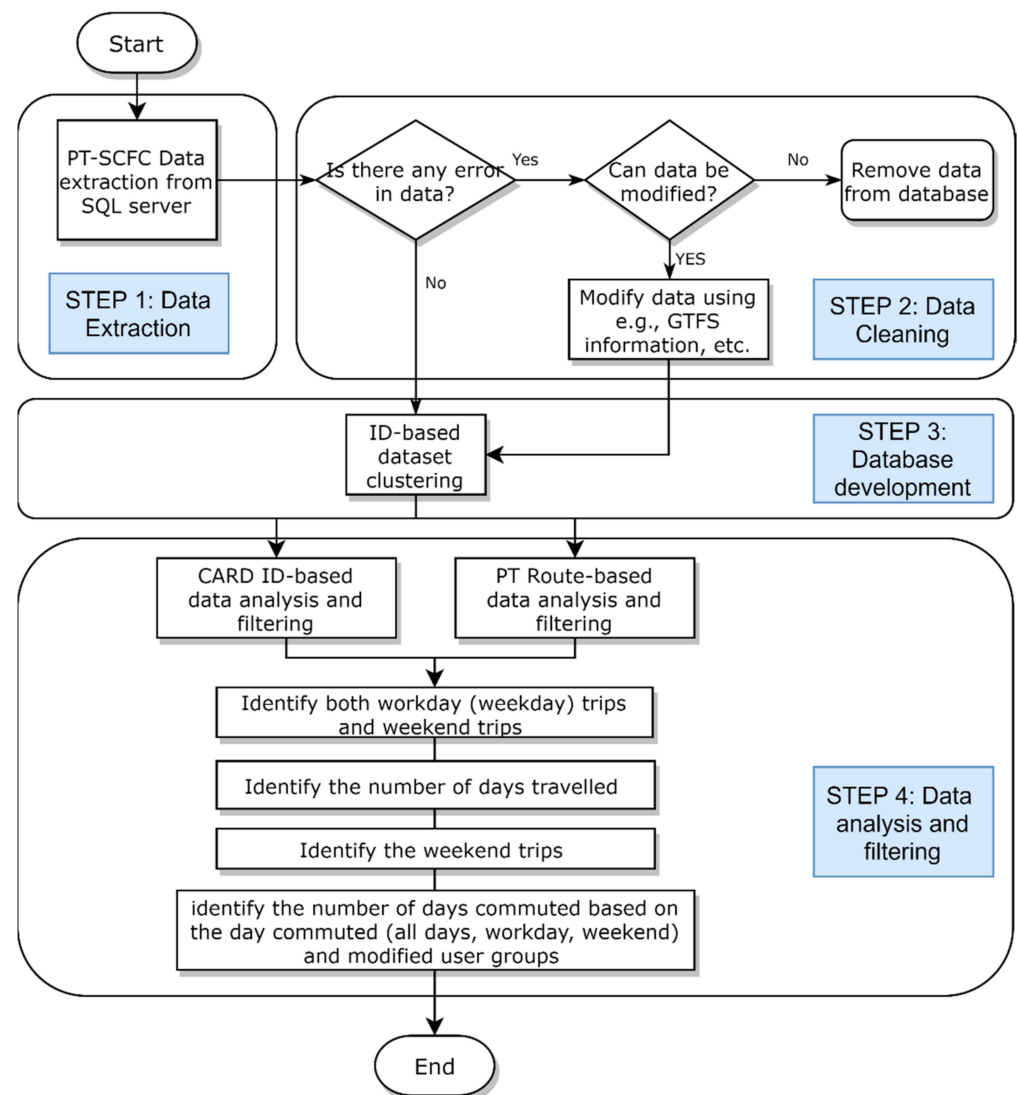 Start
PT-SCFC Data
extraction from
SQL server
STEP 1: Data
Extraction
Is there any error
in data?
Yes
No
Can data be
modified?
No
YES
Remove data
from database
Modify data using
e.g., GTFS
information, etc.
STEP 2: Data
Cleaning
ID-based
dataset
clustering
STEP 3:
Database
development
CARD ID-based
data analysis and
filtering
PT Route-based
data analysis and
filtering
Identify both workday (weekday) trips
and weekend trips
Identify the number of days travelled
Identify the weekend trips
identify the number of days commuted based on
the day commuted (all days, workday, weekend)
and modified user groups
STEP 4: Data
analysis and
filtering
End